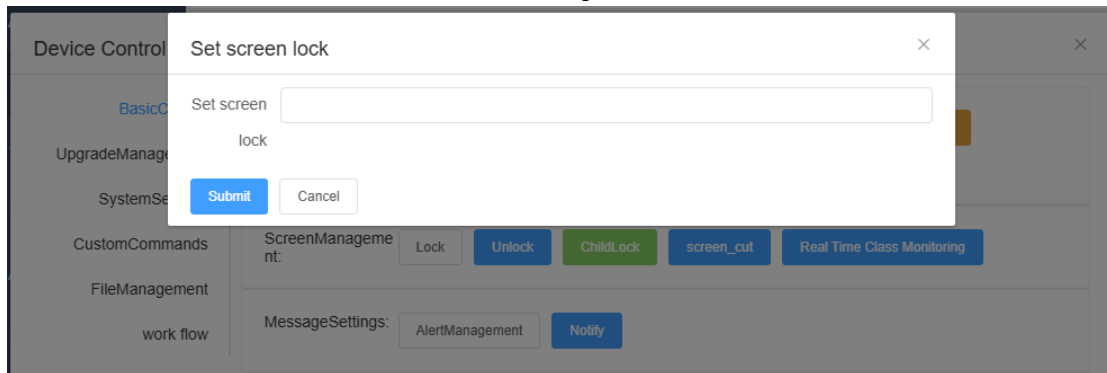 Device Control
Set screen lock
BasicC
Set screen
lock
UpgradeManage
SystemSe
Submit
Cancel
CustomCommands
ScreenManageme
nt:
Lock
Unlock
ChildLock
screen_cut
Real Time Class Monitoring
FileManagement
MessageSettings:
AlertManagement
Notify
work flow